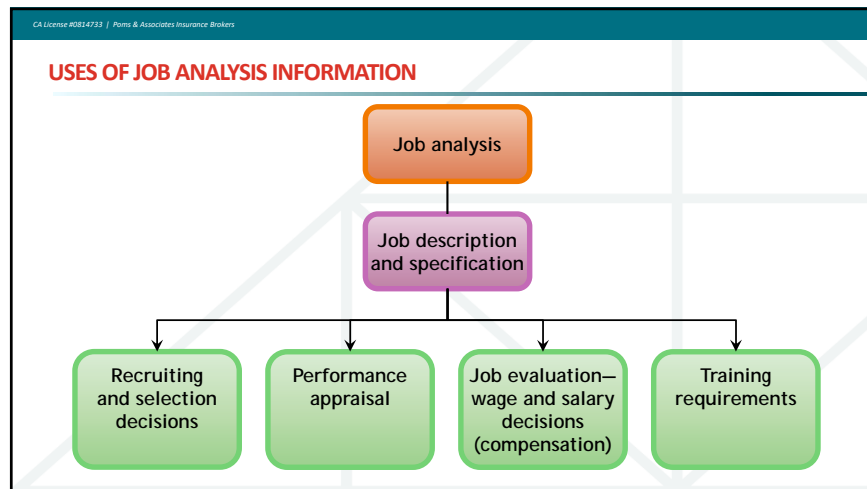 CA License #0814733 | Poms & Associates Insurance Brokers
USES OF JOB ANALYSIS INFORMATION
Job analysis
Job description
and specification
Recruiting
and selection
decisions
Performance
appraisal
Job evaluation—
wage and salary
decisions
(compensation)
Training
requirements